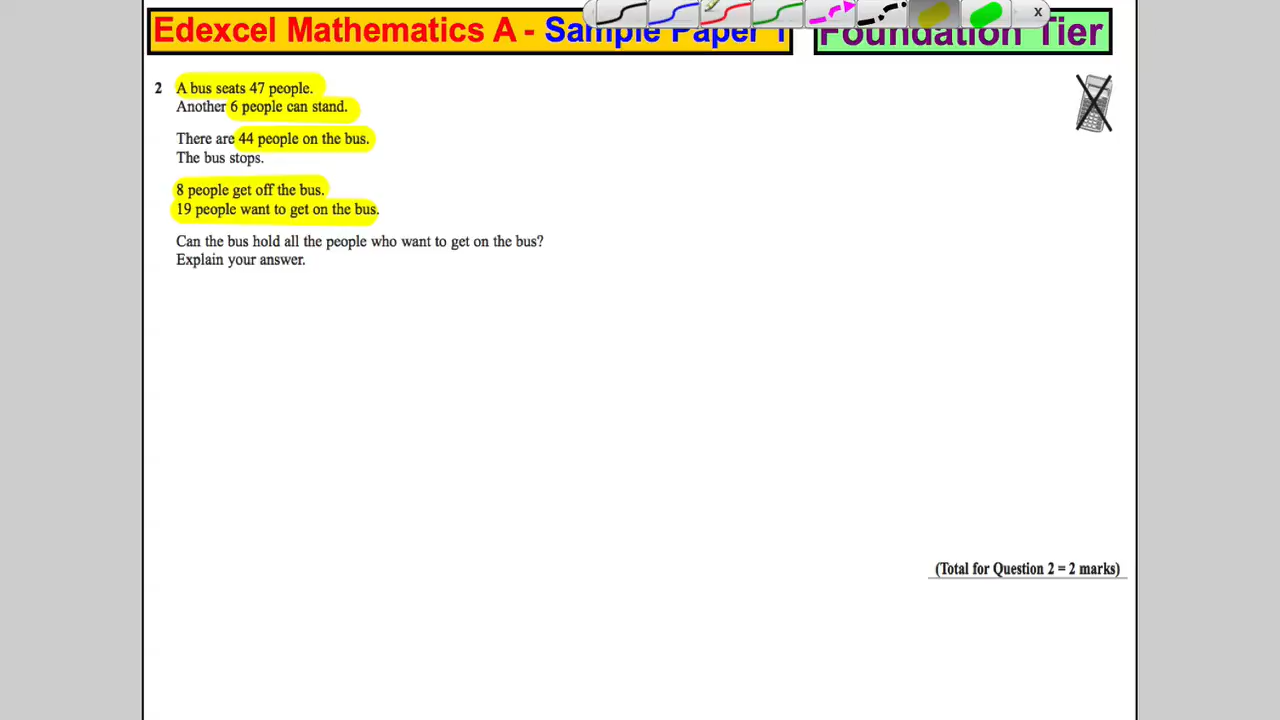 Edexcel Mathematics A - Sample Paper 1
Foundation Tier
x
2 A bus seats 47 people.
Another 6 people can stand.
There are 44 people on the bus.
The bus stops.
8 people get off the bus.
19 people want to get on the bus.
Can the bus hold all the people who want to get on the bus?
Explain your answer.
(Total for Question 2 = 2 marks)